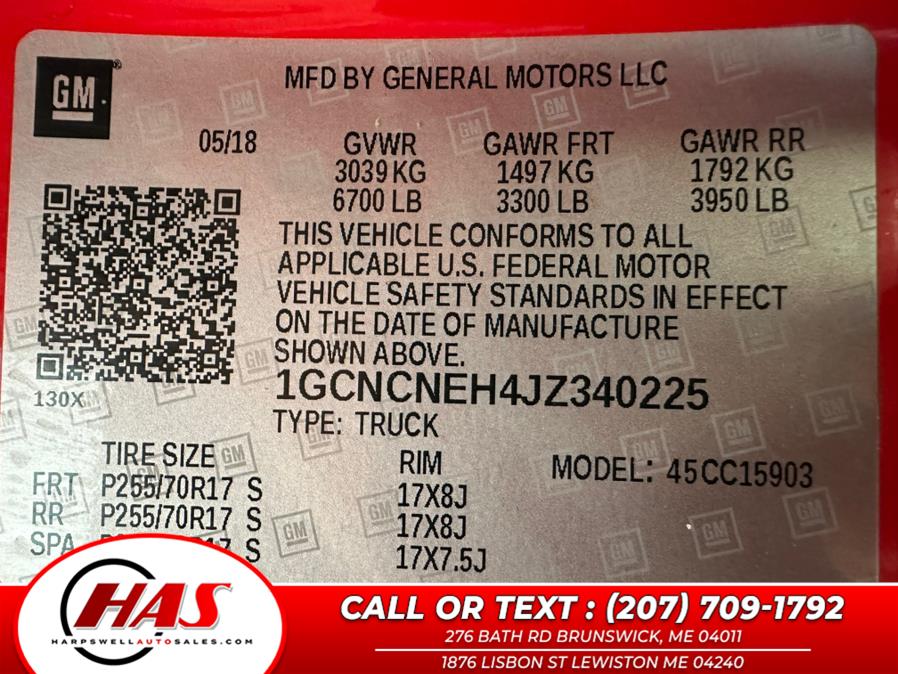 GM
MFD BY GENERAL MOTORS LLC
05/18 GVWR GAWR FRT GAWR RR
3039 KG 1497 KG 1792 KG
6700 LB 3300 LB 3950 LB
THIS VEHICLE CONFORMS TO ALL
APPLICABLE U.S. FEDERAL MOTOR
VEHICLE SAFETY STANDARDS IN EFFECT
ON THE DATE OF MANUFACTURE
SHOWN ABOVE.
130X
1GCNCNEH4JZ340225
TYPE: TRUCK
TIRE SIZE RIM MODEL: 45CC15903
FRT P255/70R17 S 17X8J
RR P255/70R17 S 17X8J
SPA S 17X7.5J
HAS
HARPSWELLAUTOSALES.COM
CALL OR TEXT : (207) 709-1792
276 BATH RD BRUNSWICK, ME 04011
1876 LISBON ST LEWISTON ME 04240